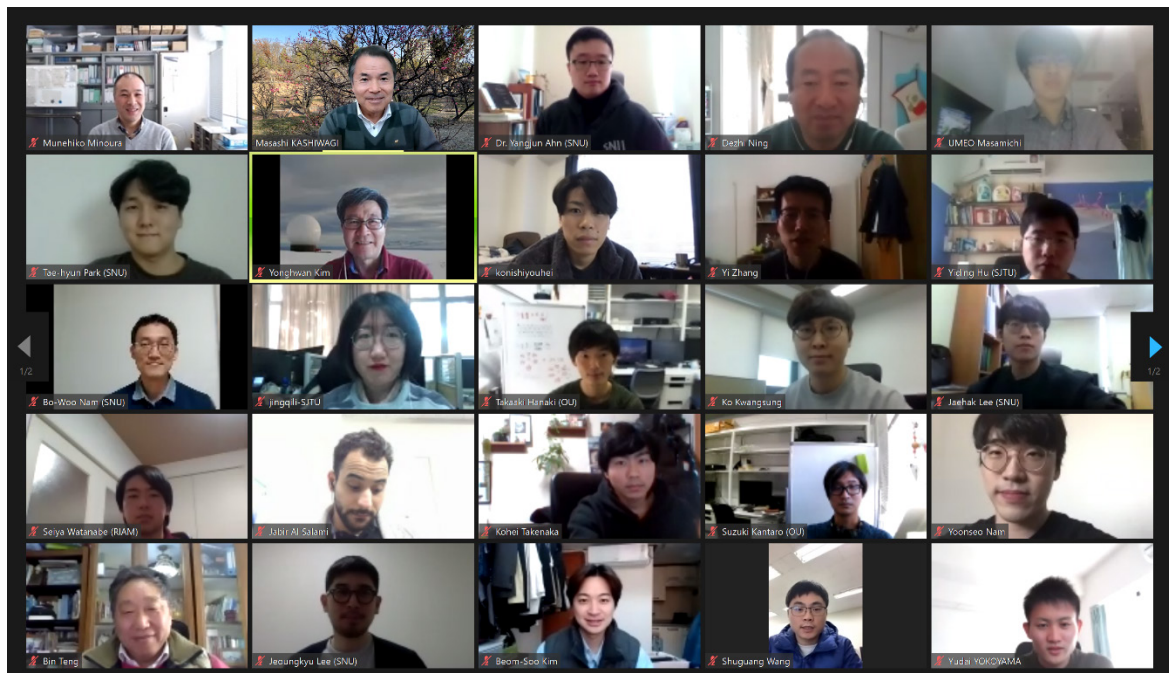 Munehiko Minoura
Masashi KASHIWAGI
Dr. Yangjun Ahn (SNU)
Dezhi Ning
UMEO Masamichi
Tae-hyun Park (SNU)
Yonghwan Kim
konishiyouhei
Yi Zhang
Yiding Hu (SJTU)
1/2
Bo-Woo Nam (SNU)
jingqili-SJTU
Takaaki Hanaki (OU)
Ko Kwangsung
Jaehak Lee (SNU)
1/2
Seiya Watanabe (RIAM)
Jabir Al Salami
Kohei Takenaka
Suzuki Kantaro (OU)
Yoonseo Nam
Bin Teng
Jeoungkyu Lee (SNU)
Beom-Soo Kim
Shuguang Wang
Yudai YOKOYAMA